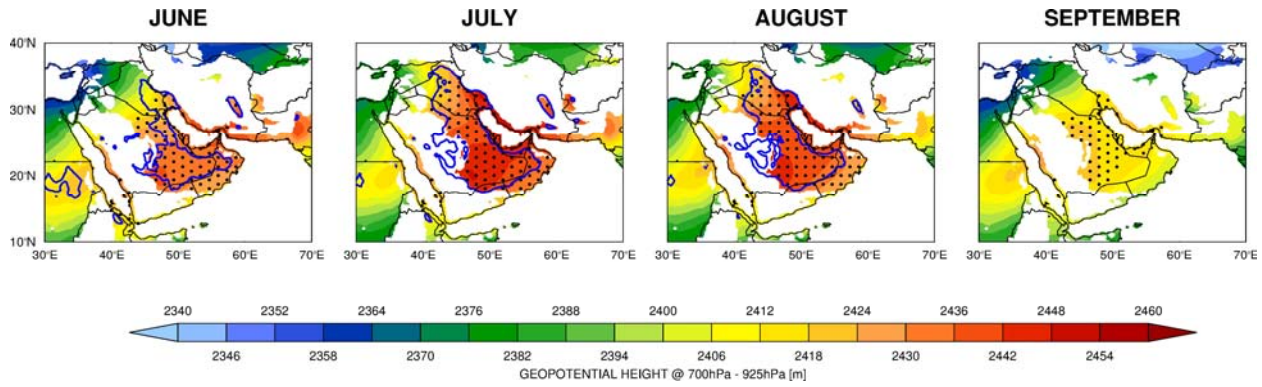 JUNE JULY AUGUST SEPTEMBER
40°N
30°N
20°N
10°N
30°E 40°E 50°E 60°E 70°E 30°E 40°E 50°E 60°E 70°E 30°E 40°E 50°E 60°E 70°E 30°E 40°E 50°E 60°E 70°E
2340 2352 2364 2376 2388 2400 2412 2424 2436 2448 2460
2346 2358 2370 2382 2394 2406 2418 2430 2442 2454
GEOPOTENTIAL HEIGHT @ 700hPa - 925hPa [m]